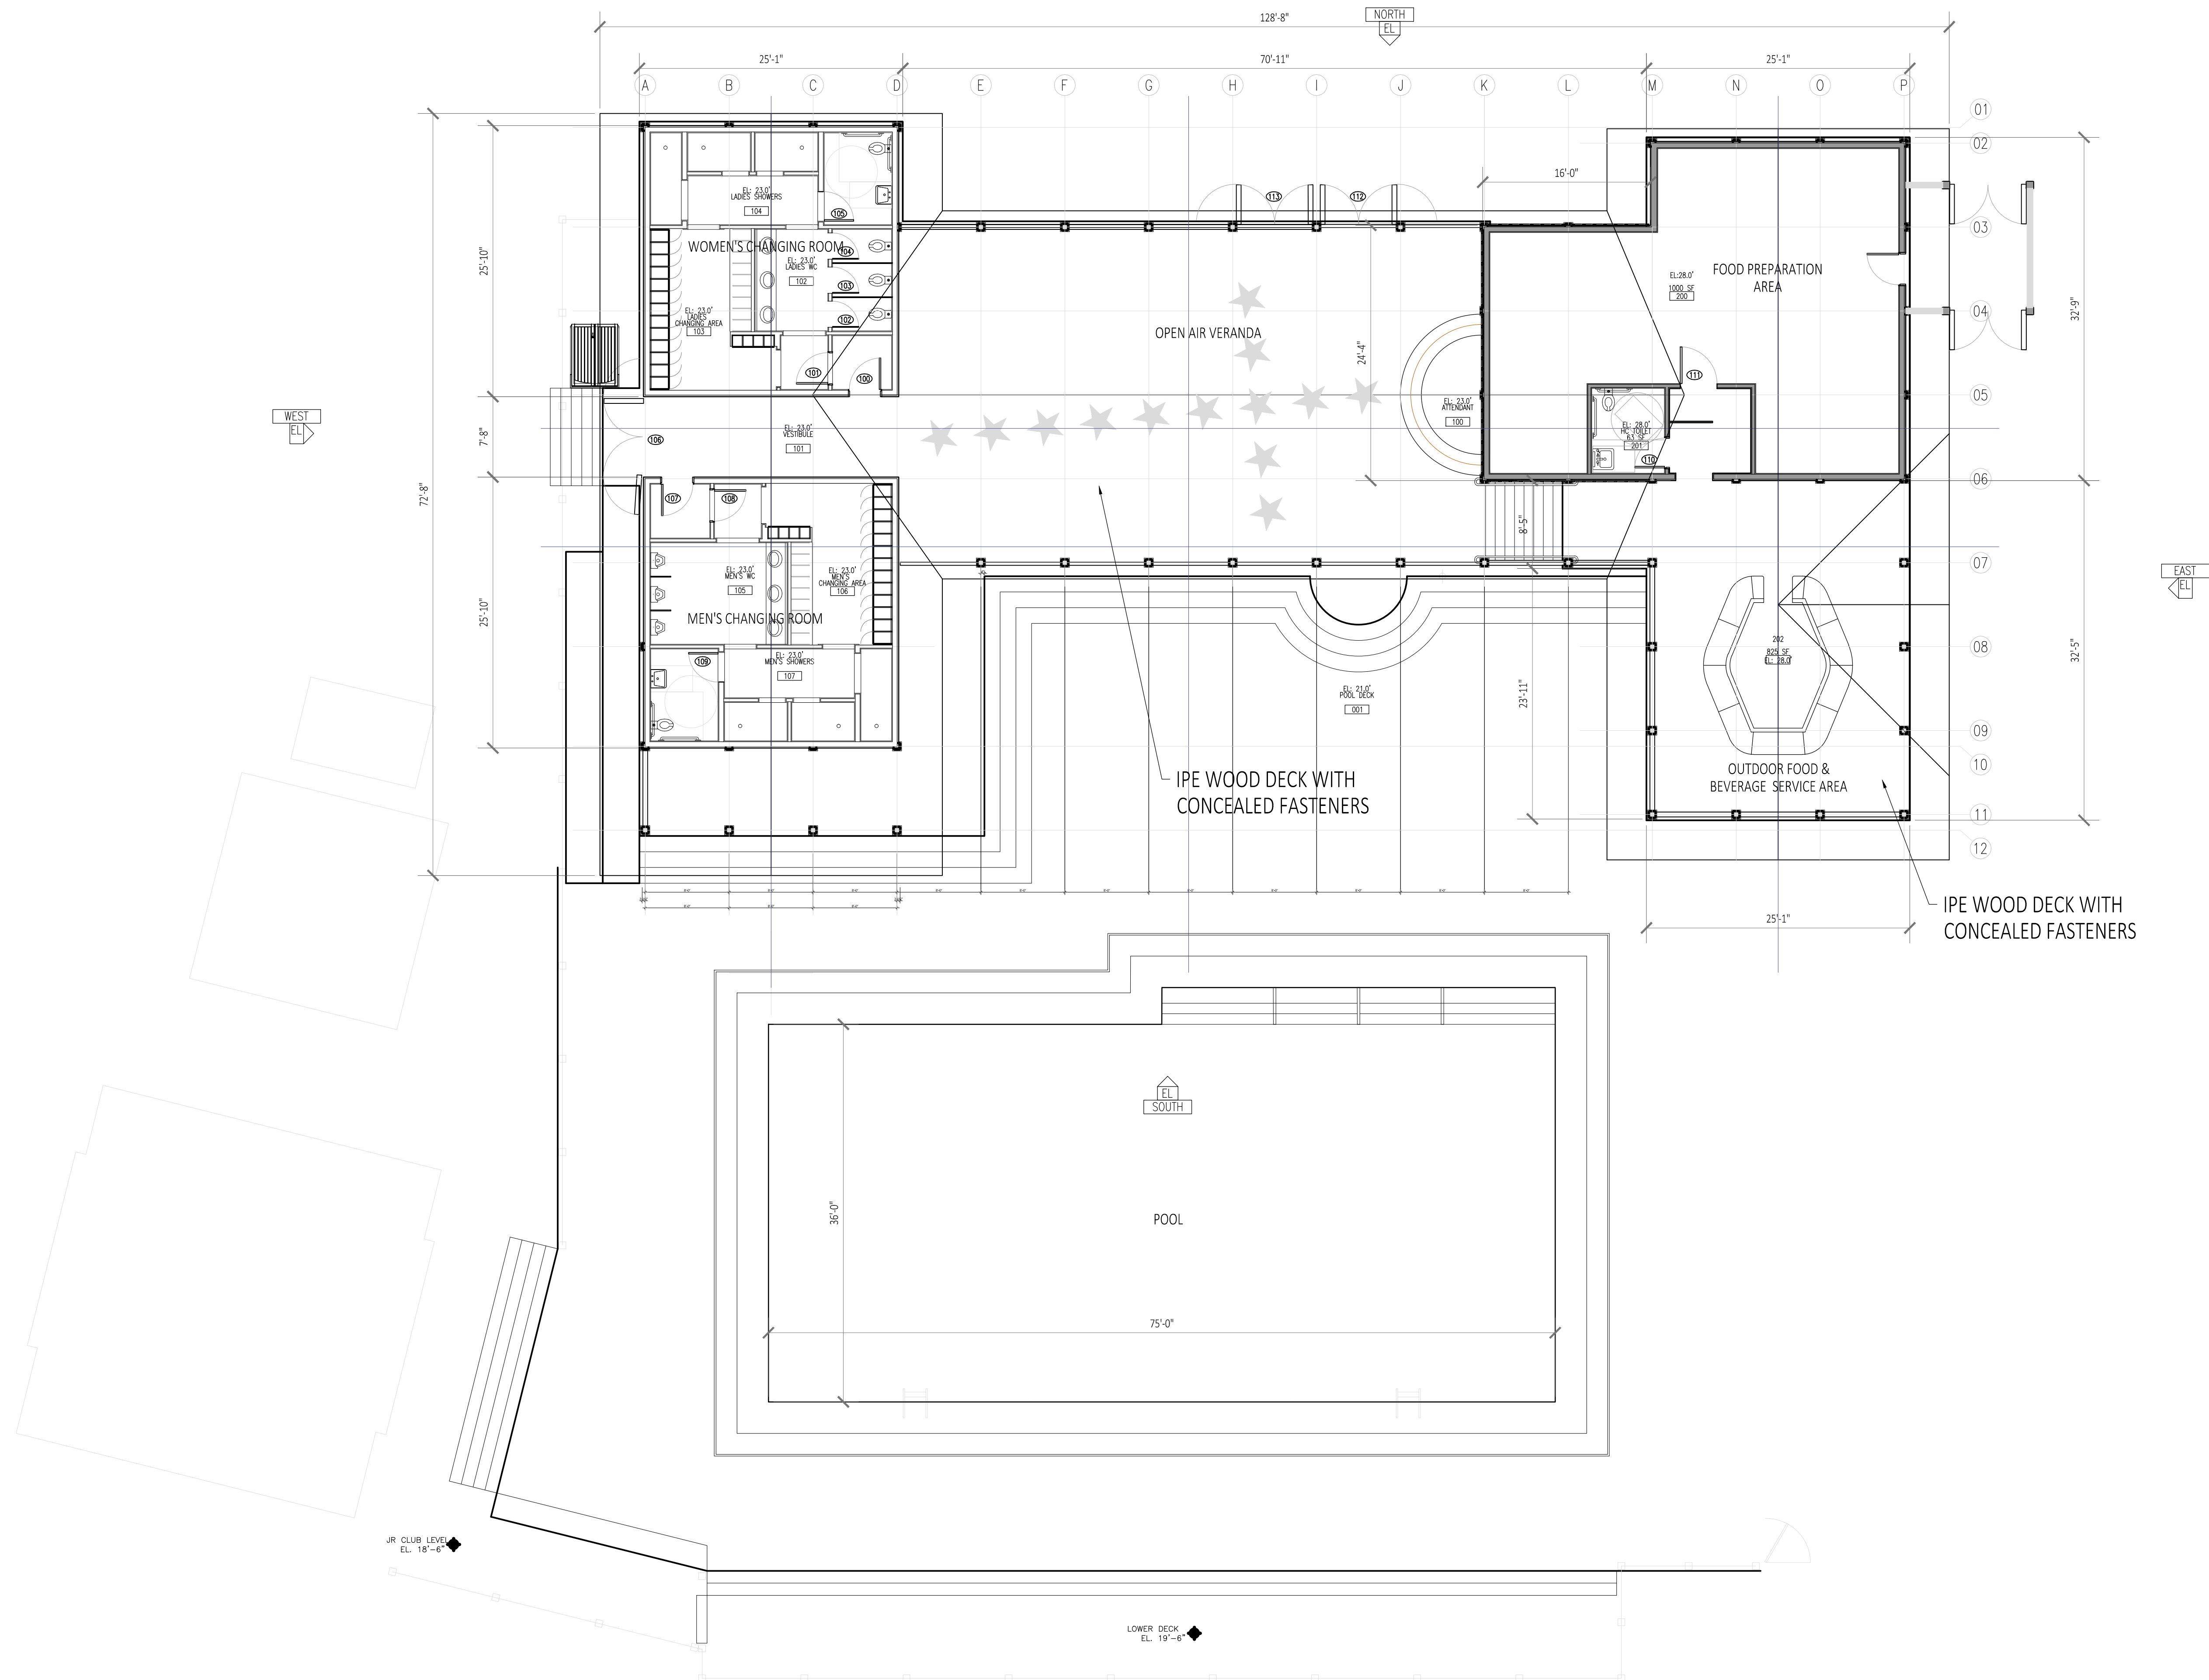 NORTH
EL
128'-8"
25'-1"
70'-11"
25'-1"
A
B
C
D
E
F
G
H
I
J
K
L
M
N
O
P
01
02
03
04
05
06
07
08
09
10
11
12
25'-10"
7'-8"
25'-10"
72'-8"
WEST
EL
EAST
EL
EL: 23.0'
LADIES SHOWERS
104
105
WOMEN'S CHANGING ROOM
104
EL: 23.0'
LADIES WC
102
103
102
EL: 23.0'
LADIES
CHANGING AREA
103
101
100
106
EL: 23.0'
VESTIBULE
101
107
108
EL: 23.0'
MEN'S WC
105
EL: 23.0'
MEN'S
CHANGING AREA
106
MEN'S CHANGING ROOM
109
EL: 23.0'
MEN'S SHOWERS
107
113
112
16'-0"
OPEN AIR VERANDA
24'-4"
EL: 23.0'
ATTENDANT
100
FOOD PREPARATION
AREA
EL:28.0'
1000 SF
200
111
EL: 28.0'
HC TOILET
63 SF
201
110
32'-9"
8'-5"
32'-5"
23'-11"
202
825 SF
EL: 28.0'
OUTDOOR FOOD &
BEVERAGE SERVICE AREA
EL: 21.0'
POOL DECK
001
IPE WOOD DECK WITH
CONCEALED FASTENERS
IPE WOOD DECK WITH
CONCEALED FASTENERS
25'-1"
EL
SOUTH
36'-0"
POOL
75'-0"
JR CLUB LEVEL
EL. 18'-6"
LOWER DECK
EL. 19'-6"